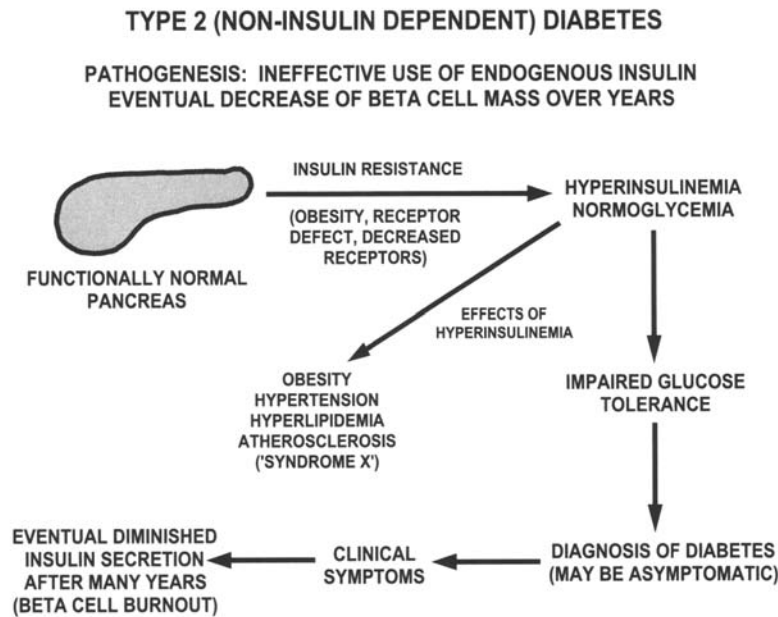 TYPE 2 (NON-INSULIN DEPENDENT) DIABETES
PATHOGENESIS: INEFFECTIVE USE OF ENDOGENOUS INSULIN
EVENTUAL DECREASE OF BETA CELL MASS OVER YEARS
INSULIN RESISTANCE
(OBESITY, RECEPTOR
DEFECT, DECREASED
RECEPTORS)
HYPERINSULINEMIA
NORMOGLYCEMIA
FUNCTIONALLY NORMAL
PANCREAS
EFFECTS OF
HYPERINSULINEMIA
OBESITY
HYPERTENSION
HYPERLIPIDEMIA
ATHEROSCLEROSIS
('SYNDROME X')
IMPAIRED GLUCOSE
TOLERANCE
DIAGNOSIS OF DIABETES
(MAY BE ASYMPTOMATIC)
CLINICAL
SYMPTOMS
EVENTUAL DIMINISHED
INSULIN SECRETION
AFTER MANY YEARS
(BETA CELL BURNOUT)